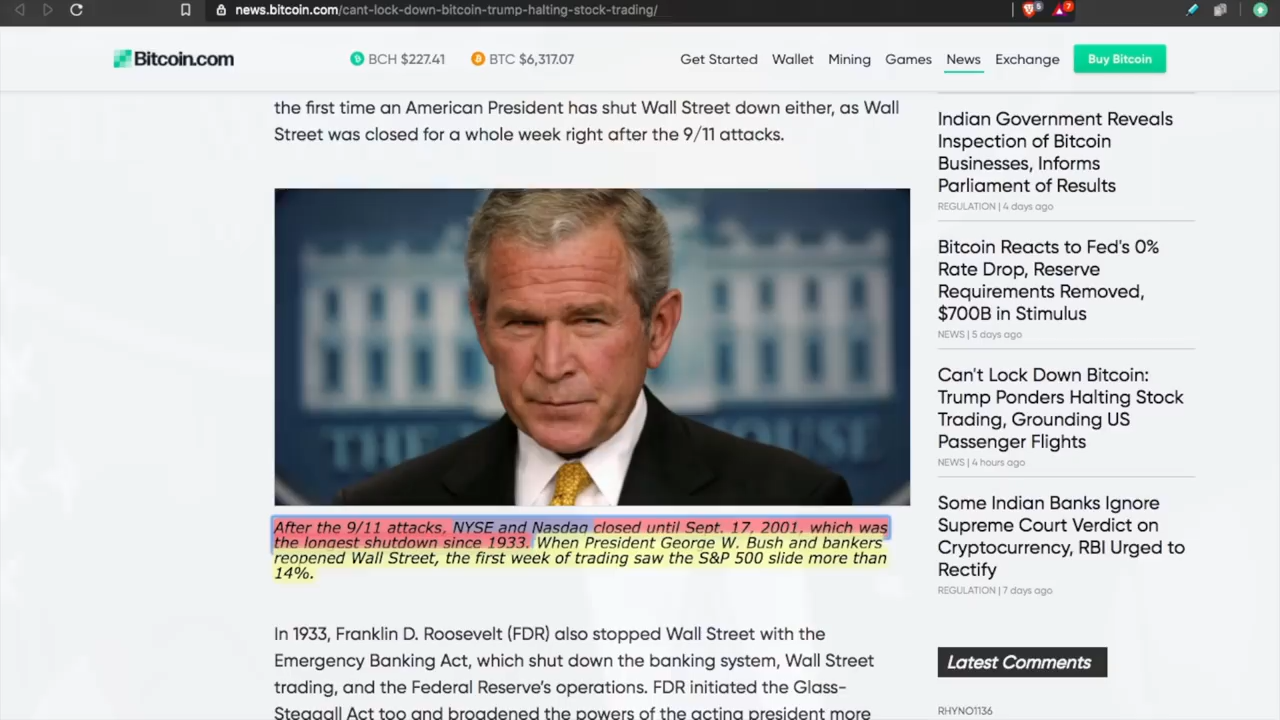 news.bitcoin.com/cant-lock-down-bitcoin-trump-halting-stock-trading/
5
Bitcoin.com
BCH $227.41
BTC $6,317.07
Get Started
Wallet
Mining
Games
News
Exchange
Buy Bitcoin
the first time an American President has shut Wall Street down either, as Wall
Street was closed for a whole week right after the 9/11 attacks.
THE
HOUSE
After the 9/11 attacks, NYSE and Nasdaq closed until Sept. 17, 2001, which was
the longest shutdown since 1933. When President George W. Bush and bankers
reopened Wall Street, the first week of trading saw the S&P 500 slide more than
14%.
In 1933, Franklin D. Roosevelt (FDR) also stopped Wall Street with the
Emergency Banking Act, which shut down the banking system, Wall Street
trading, and the Federal Reserve's operations. FDR initiated the Glass-
Steagall Act too and broadened the powers of the acting president more
Indian Government Reveals
Inspection of Bitcoin
Businesses, Informs
Parliament of Results
REGULATION | 4 days ago
Bitcoin Reacts to Fed's 0%
Rate Drop, Reserve
Requirements Removed,
$700B in Stimulus
NEWS | 5 days ago
Can't Lock Down Bitcoin:
Trump Ponders Halting Stock
Trading, Grounding US
Passenger Flights
NEWS | 4 hours ago
Some Indian Banks Ignore
Supreme Court Verdict on
Cryptocurrency, RBI Urged to
Rectify
REGULATION | 7 days ago
Latest Comments
RHYNO1136